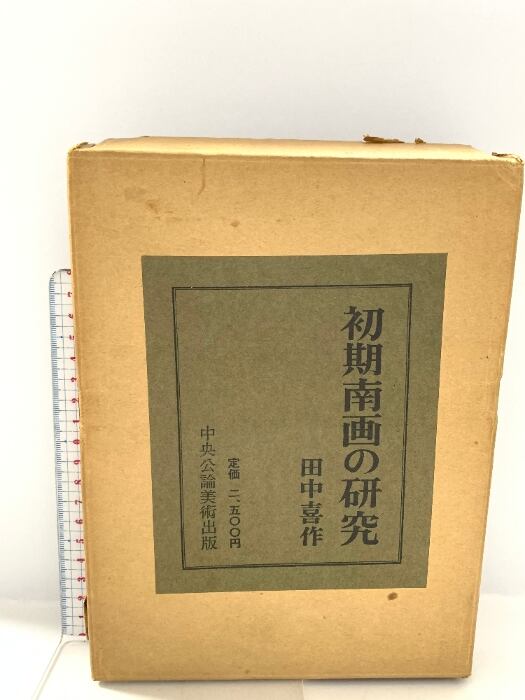 初期南画の研究
田中喜作
定価 二、五〇〇円
中央公論美術出版